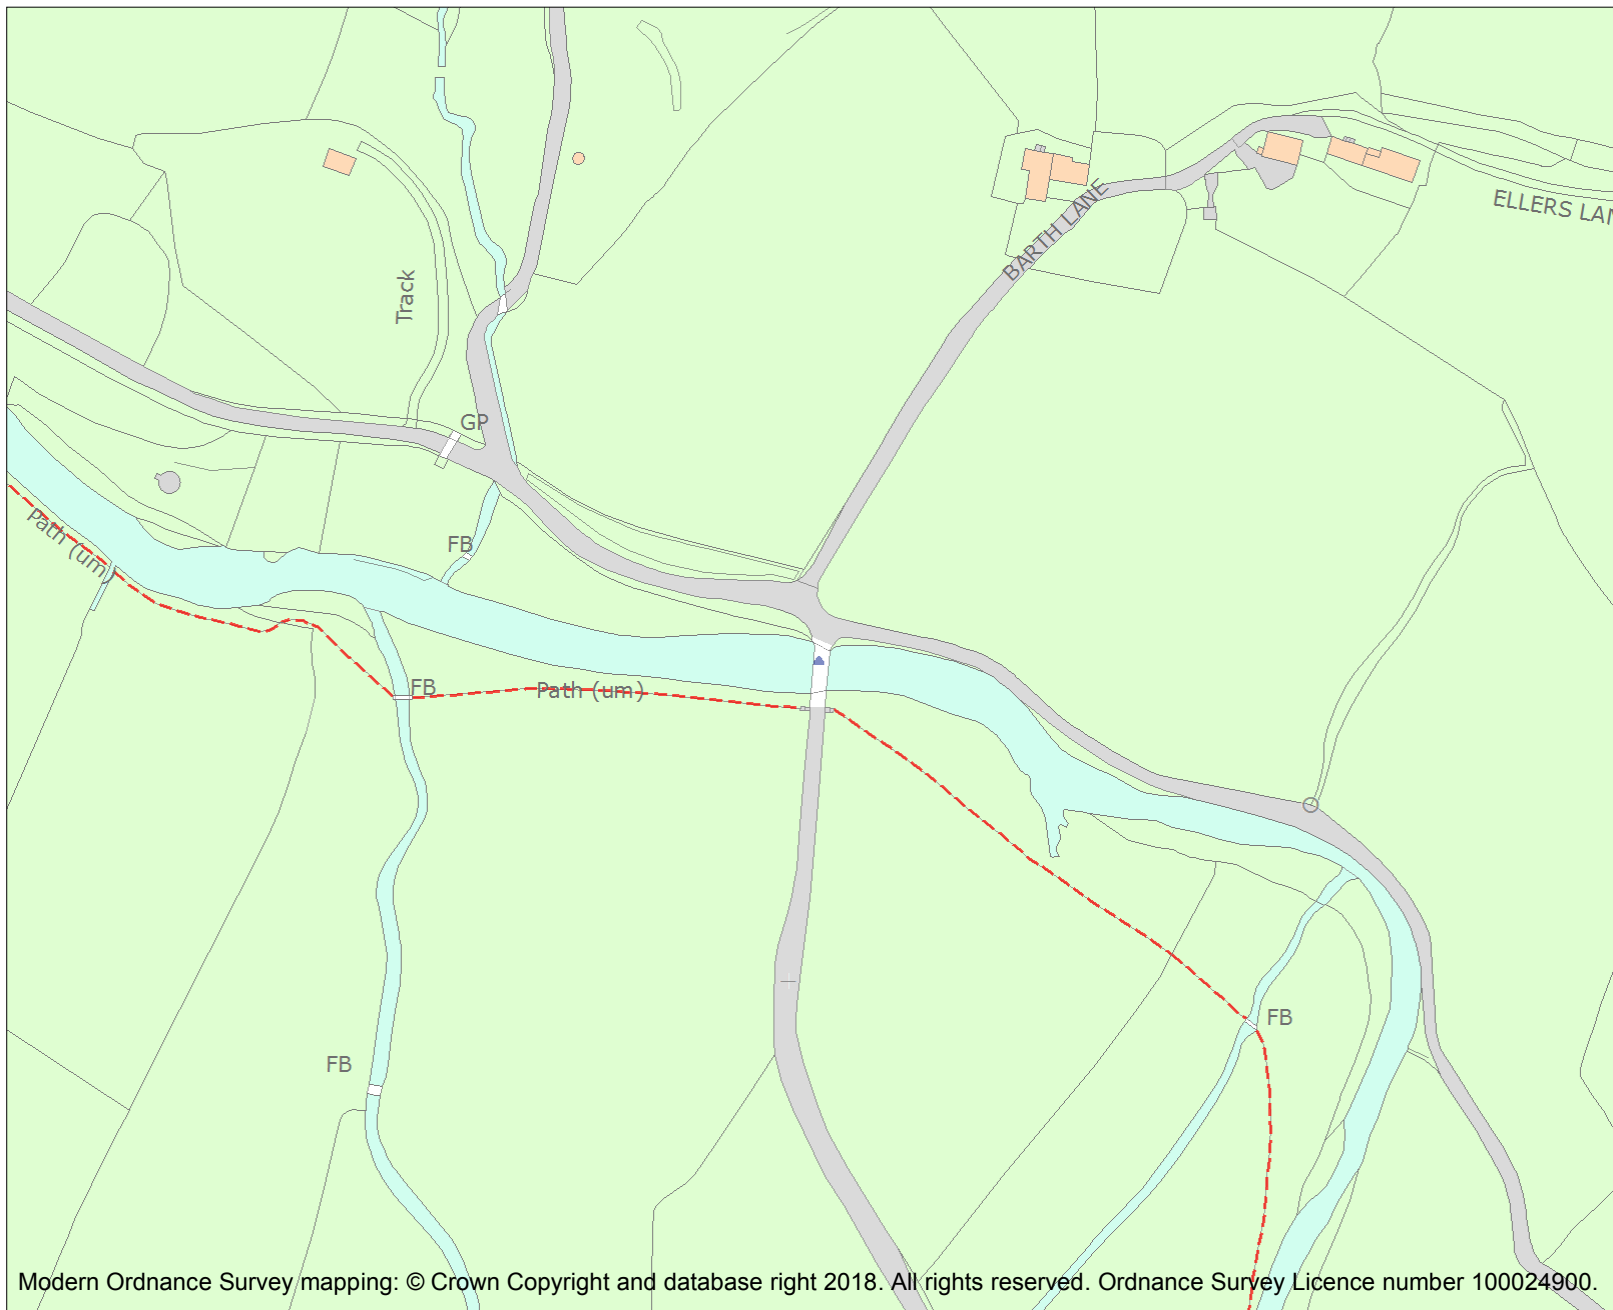 BARTH LANE
ELLERS LAN
Track
GP
Path (um)
FB
FB
Path (um)
FB
FB
Modern Ordnance Survey mapping: © Crown Copyright and database right 2018. All rights reserved. Ordnance Survey Licence number 100024900.